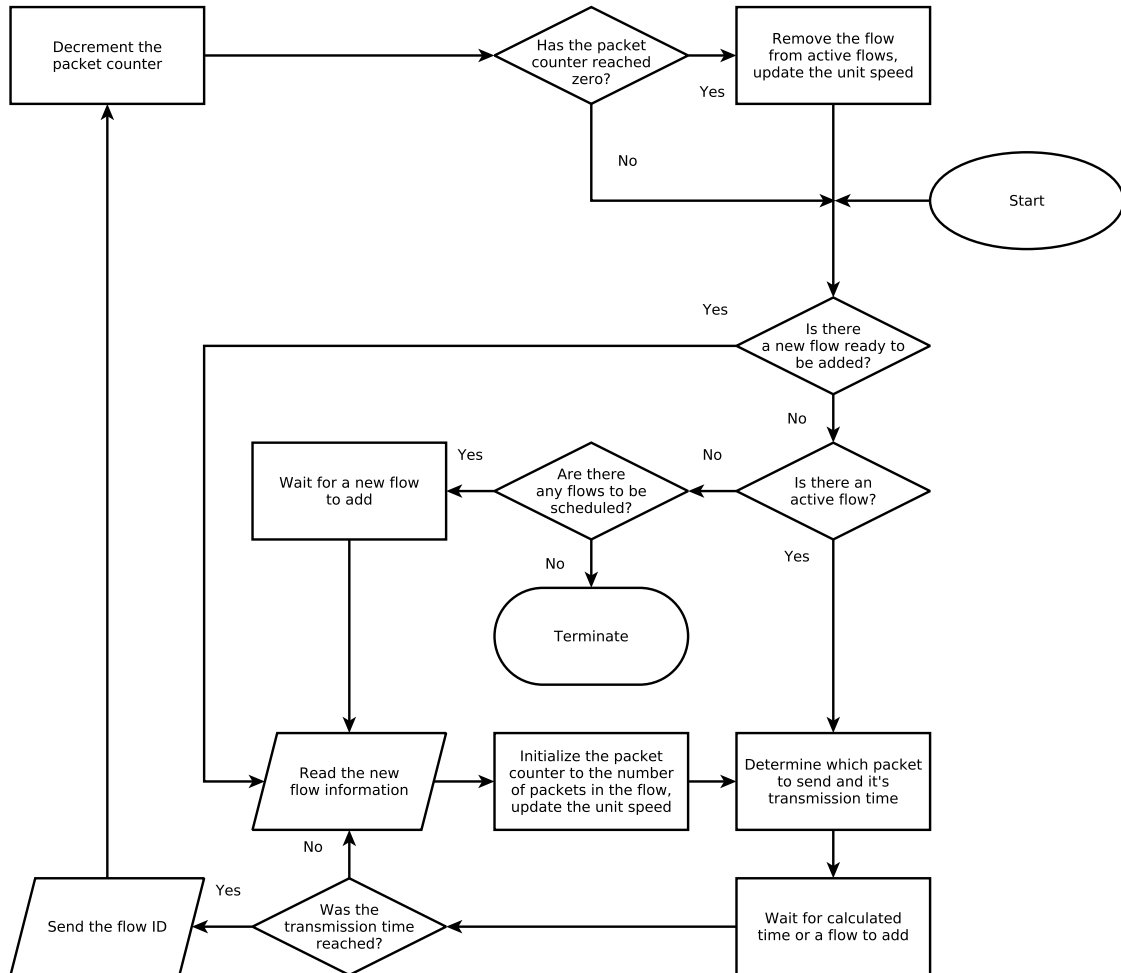 Decrement the
packet counter
Has the packet
counter reached
zero?
Remove the flow
from active flows,
update the unit speed
Yes
No
Start
Yes
Is there
a new flow ready to
be added?
No
Wait for a new flow
to add
Yes
Are there
any flows to be
scheduled?
No
Is there an
active flow?
No
Yes
Terminate
Read the new
flow information
Initialize the packet
counter to the number
of packets in the flow,
update the unit speed
Determine which packet
to send and it's
transmission time
No
Send the flow ID
Yes
Was the
transmission time
reached?
Wait for calculated
time or a flow to add